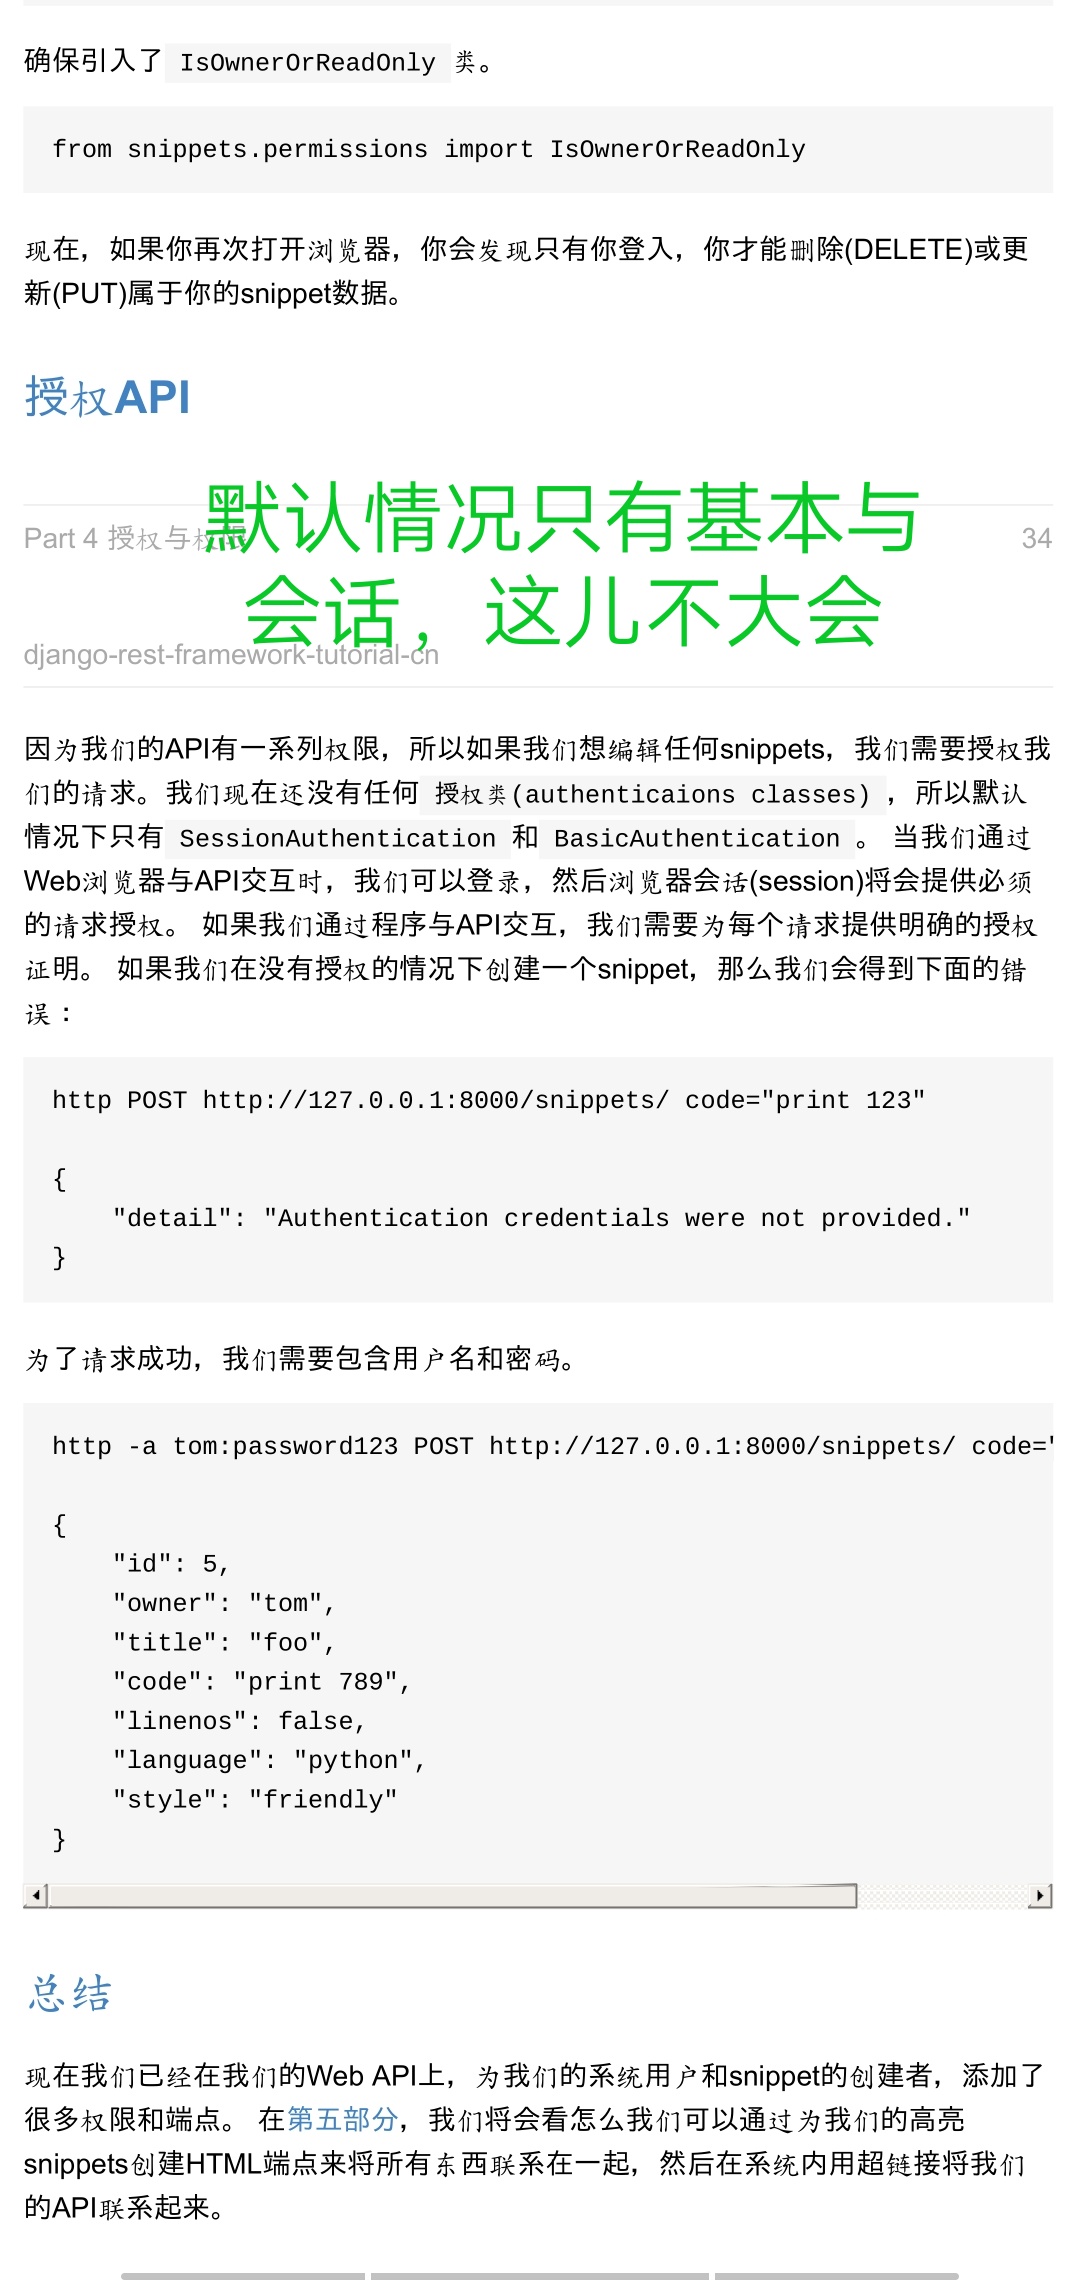 确保引入了 IsOwnerOrReadOnly 类。
from snippets.permissions import IsOwnerOrReadOnly
现在，如果你再次打开浏览器，你会发现只有你登入，你才能删除(DELETE)或更
新(PUT)属于你的snippet数据。
授权API
默认情况只有基本与
会话，这儿不大会
Part 4 授权与权限 34
django-rest-framework-tutorial-cn
因为我们的API有一系列权限，所以如果我们想编辑任何snippets，我们需要授权我
们的请求。我们现在还没有任何 授权类(authenticaions classes) ，所以默认
情况下只有 SessionAuthentication 和 BasicAuthentication 。 当我们通过
Web浏览器与API交互时，我们可以登录，然后浏览器会话(session)将会提供必须
的请求授权。 如果我们通过程序与API交互，我们需要为每个请求提供明确的授权
证明。 如果我们在没有授权的情况下创建一个snippet，那么我们会得到下面的错
误：
http POST http://127.0.0.1:8000/snippets/ code="print 123"
{
"detail": "Authentication credentials were not provided."
}
为了请求成功，我们需要包含用户名和密码。
http -a tom:password123 POST http://127.0.0.1:8000/snippets/ code="
{
"id": 5,
"owner": "tom",
"title": "foo",
"code": "print 789",
"linenos": false,
"language": "python",
"style": "friendly"
}
总结
现在我们已经在我们的Web API上，为我们的系统用户和snippet的创建者，添加了
很多权限和端点。 在第五部分，我们将会看怎么我们可以通过为我们的高亮
snippets创建HTML端点来将所有东西联系在一起，然后在系统内用超链接将我们
的API联系起来。